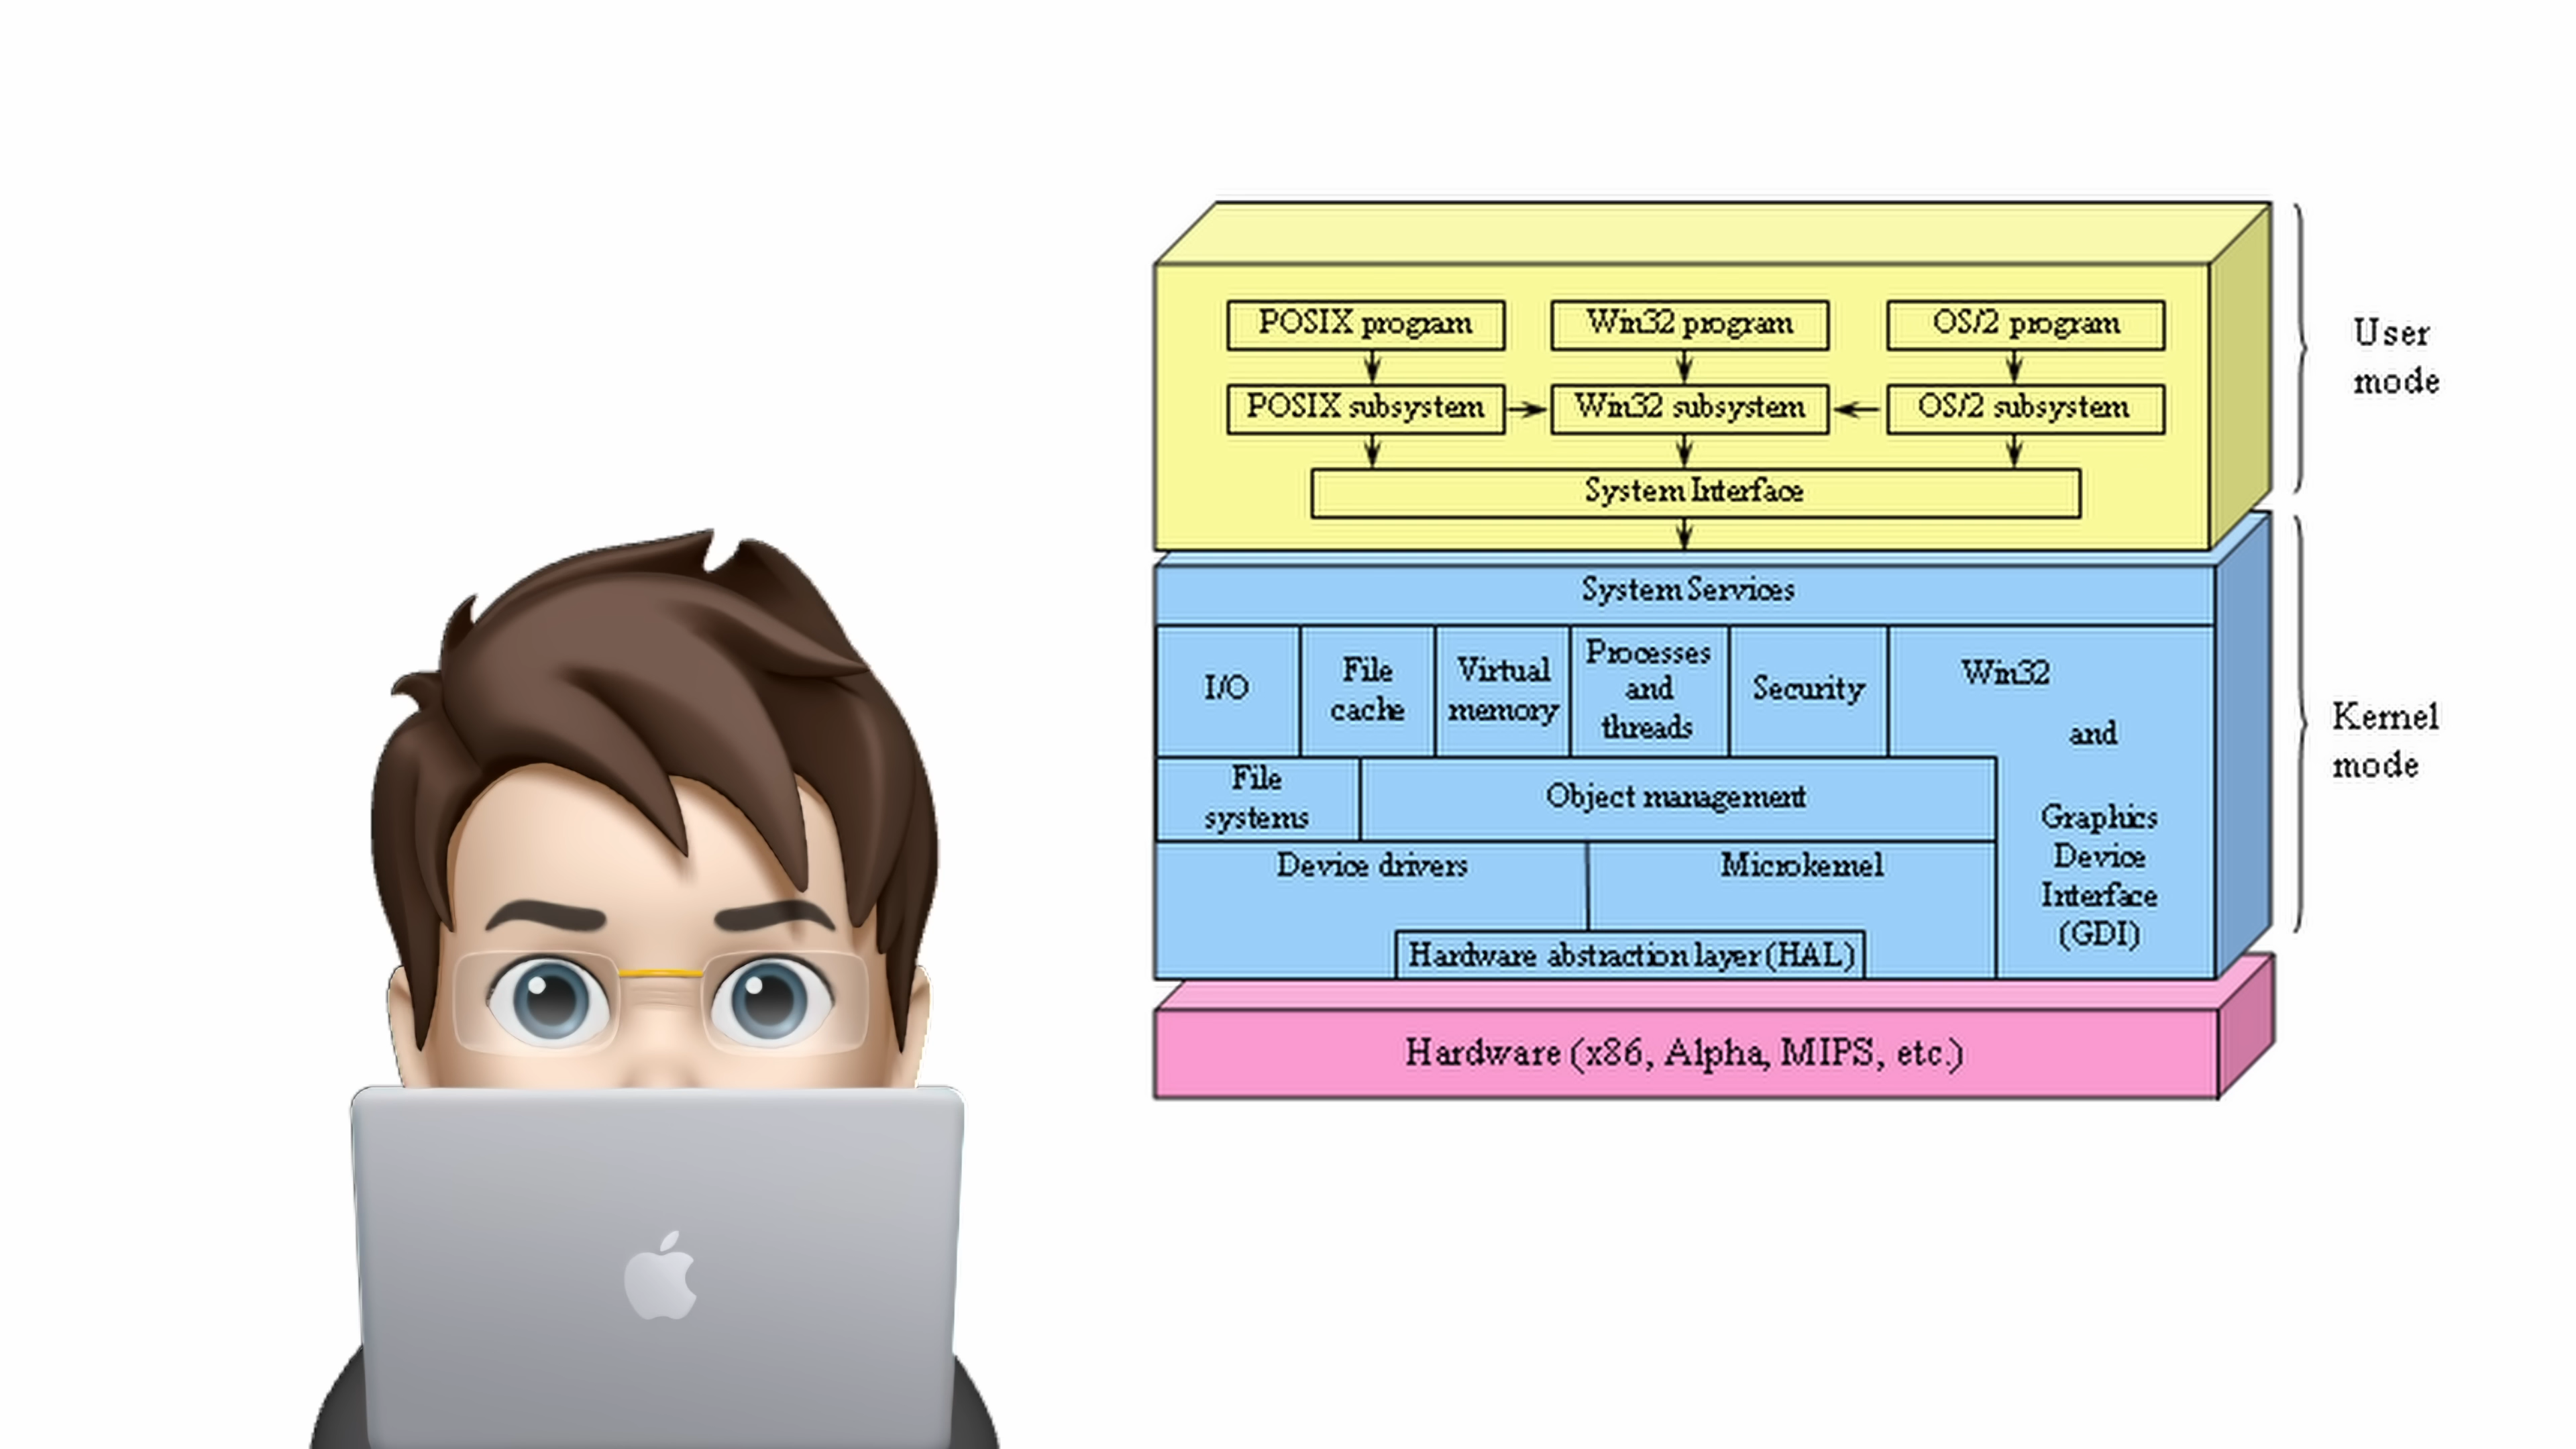 POSIX program
Win32 program
OS/2 program
POSIX subsystem
Win32 subsystem
OS/2 subsystem
System Interface
User
mode
System Services
I/O
File
cache
Virtual
memory
Processes
and
threads
Security
Win32
and
Graphics
Device
Interface
(GDI)
File
systems
Object management
Device drivers
Microkernel
Hardware abstraction layer (HAL)
Kernel
mode
Hardware (x86, Alpha, MIPS, etc.)